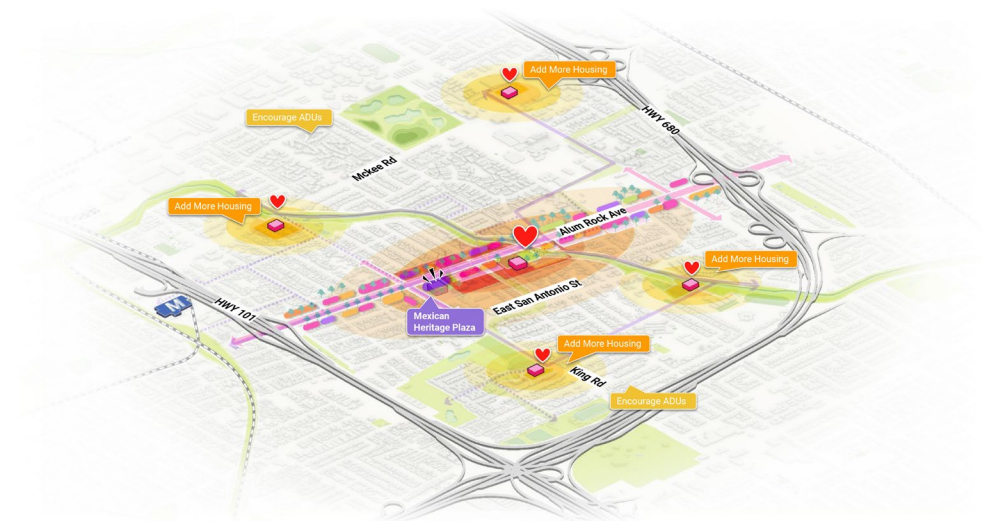 Add More Housing
Encourage ADUs
HWY 680
Mckee Rd
Add More Housing
Alum Rock Ave
Add More Housing
East San Antonio St
HWY 101
M
Mexican
Heritage Plaza
Add More Housing
King Rd
Encourage ADUs